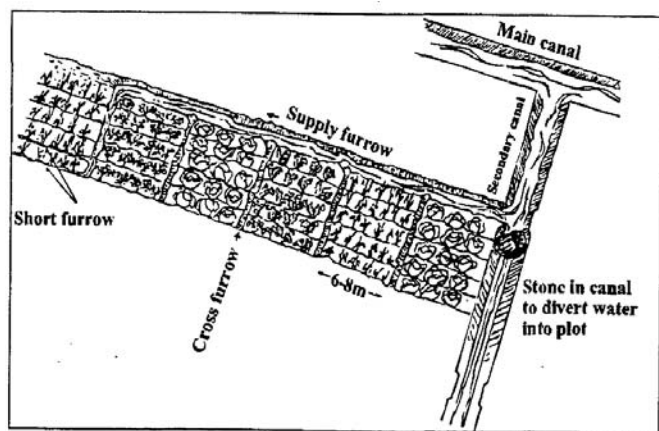 Main canal
Secondary canal
← Supply furrow
Short furrow
Cross furrow →
←6-8m→
Stone in canal
to divert water
into plot